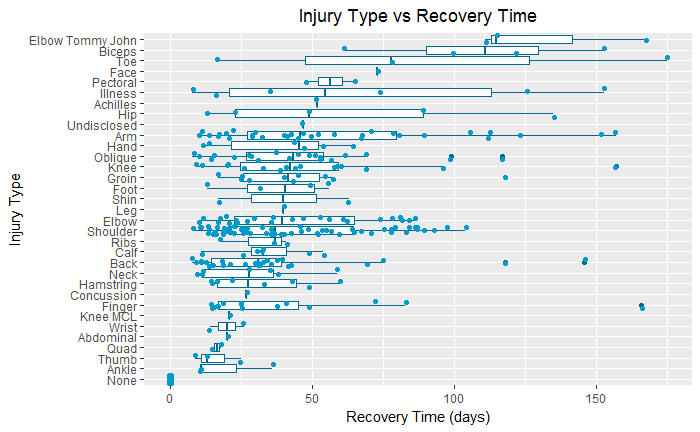 Injury Type vs Recovery Time
Injury Type
Elbow Tommy John
Biceps
Toe
Face
Pectoral
Illness
Achilles
Hip
Undisclosed
Arm
Hand
Oblique
Knee
Groin
Foot
Shin
Leg
Elbow
Shoulder
Ribs
Calf
Back
Neck
Hamstring
Concussion
Finger
Knee MCL
Wrist
Abdominal
Quad
Thumb
Ankle
None
0 50 100 150
Recovery Time (days)